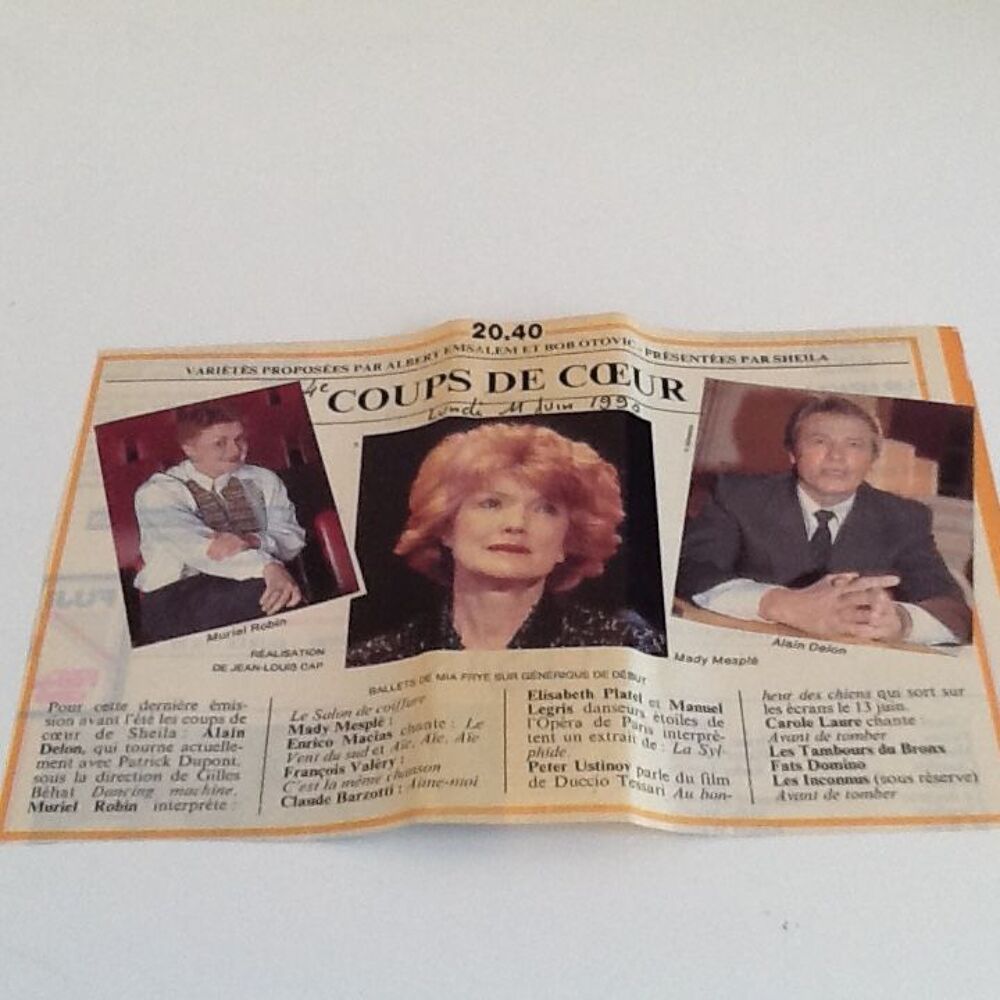 20.40
VARIÉTÉS PROPOSÉES PAR ALBERT EMSALEM ET BOB OTOVIC - PRÉSENTÉES PAR SHEILA
4e
COUPS DE CŒUR
Lundi 11 Juin 1990
Muriel Robin
RÉALISATION
DE JEAN-LOUIS CAP
Mady Mesplé
Alain Delon
BALLETS DE MIA FRYE SUR GÉNÉRIQUE DE DÉBUT
Pour cette dernière émis-
sion avant l'été les coups de
cœur de Sheila : Alain
Delon, qui tourne actuelle-
ment avec Patrick Dupont,
sous la direction de Gilles
Béhat Dancing machine.
Muriel Robin interprète :
Le Salon de coiffure
Mady Mesplé :
Enrico Macias chante : Le
Vent du sud et Aïe, Aïe, Aïe
François Valéry :
C'est la même chanson
Claude Barzotti : Aime-moi
Elisabeth Platel et Manuel
Legris danseurs étoiles de
l'Opéra de Paris interprè-
tent un extrait de : La Syl-
phide
Peter Ustinov parle du film
de Duccio Tessari Au bon-
heur des chiens qui sort sur
les écrans le 13 juin.
Carole Laure chante :
Avant de tomber
Les Tambours du Bronx
Fats Domino
Les Inconnus (sous réserve)
Avant de tomber